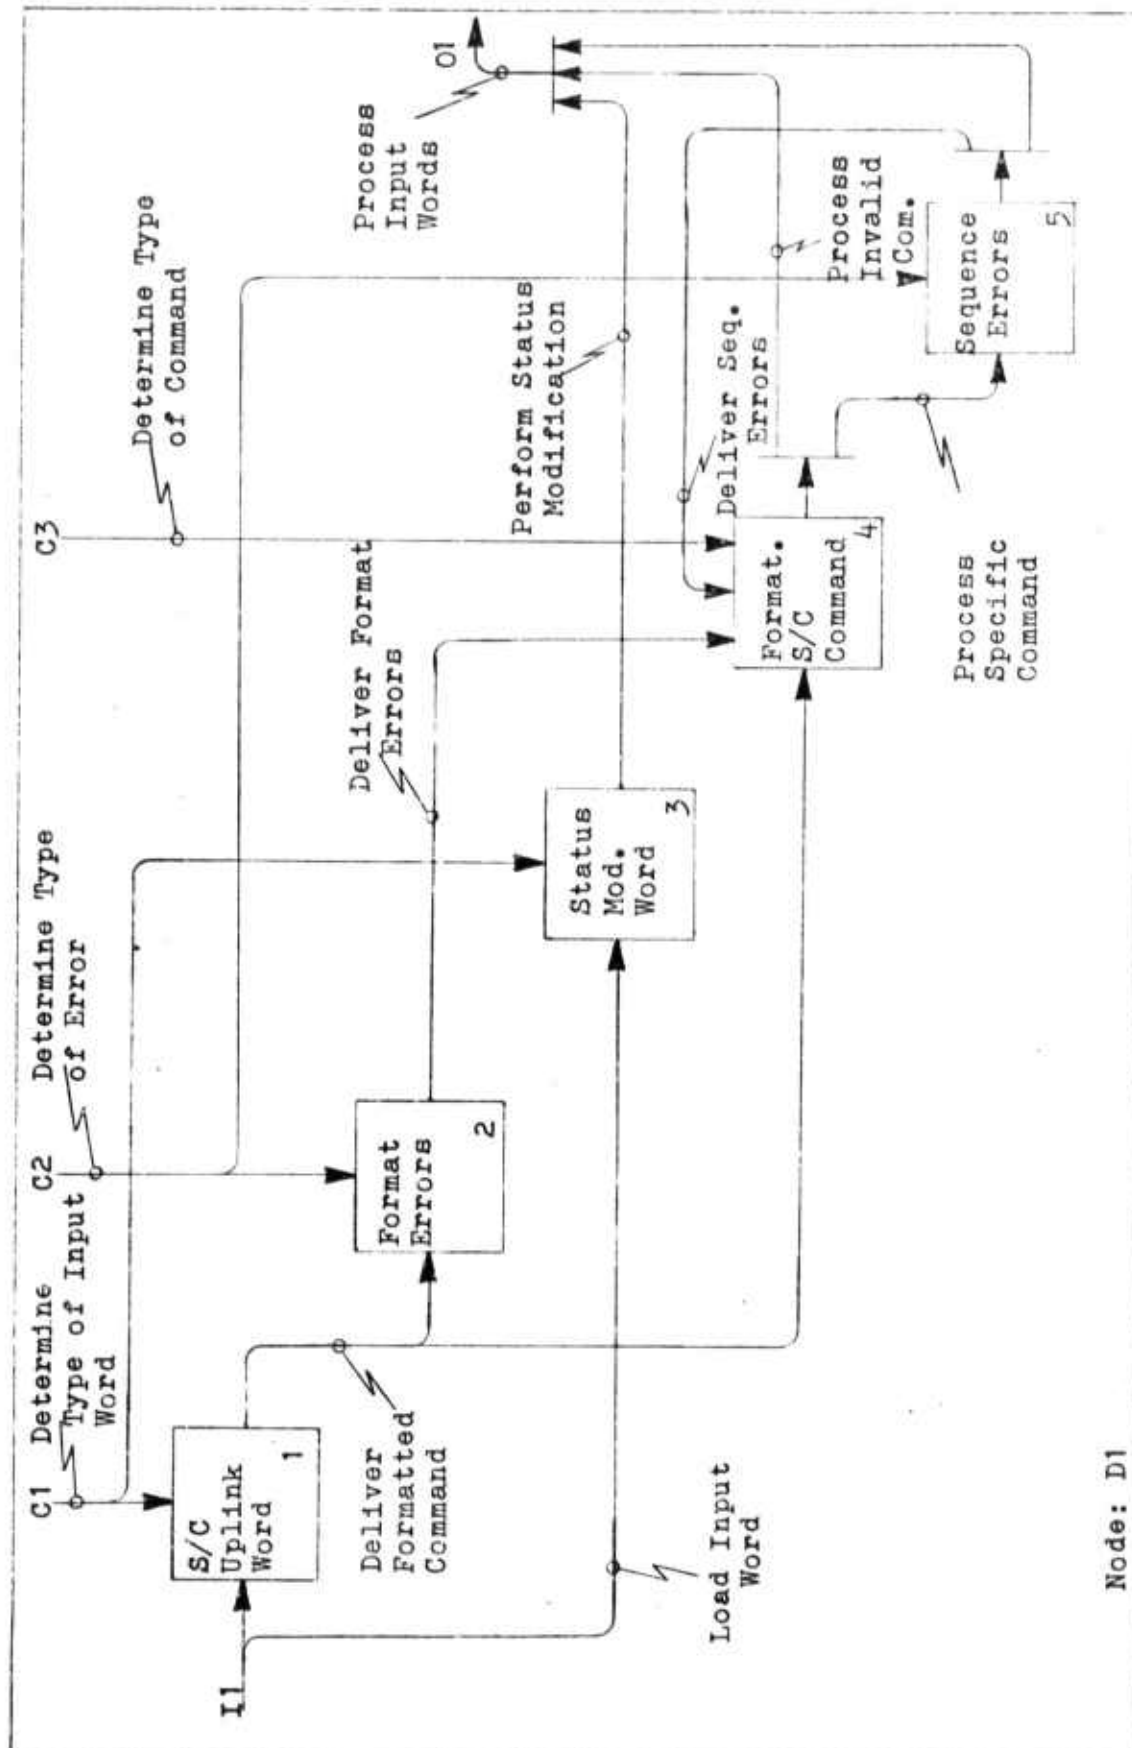 C1 Determine
Type of Input
Word
C2 Determine Type
of Error
C3
Determine Type
of Command
I1
S/C
Uplink
Word
1
Deliver
Formatted
Command
Load Input
Word
Format
Errors
2
Deliver Format
Errors
Status
Mod.
Word
3
Perform Status
Modification
Format.
S/C
Command
4
Deliver Seq.
Errors
Process
Specific
Command
Process
Invalid
Com.
Sequence
Errors
5
Process
Input
Words
O1
Node: D1